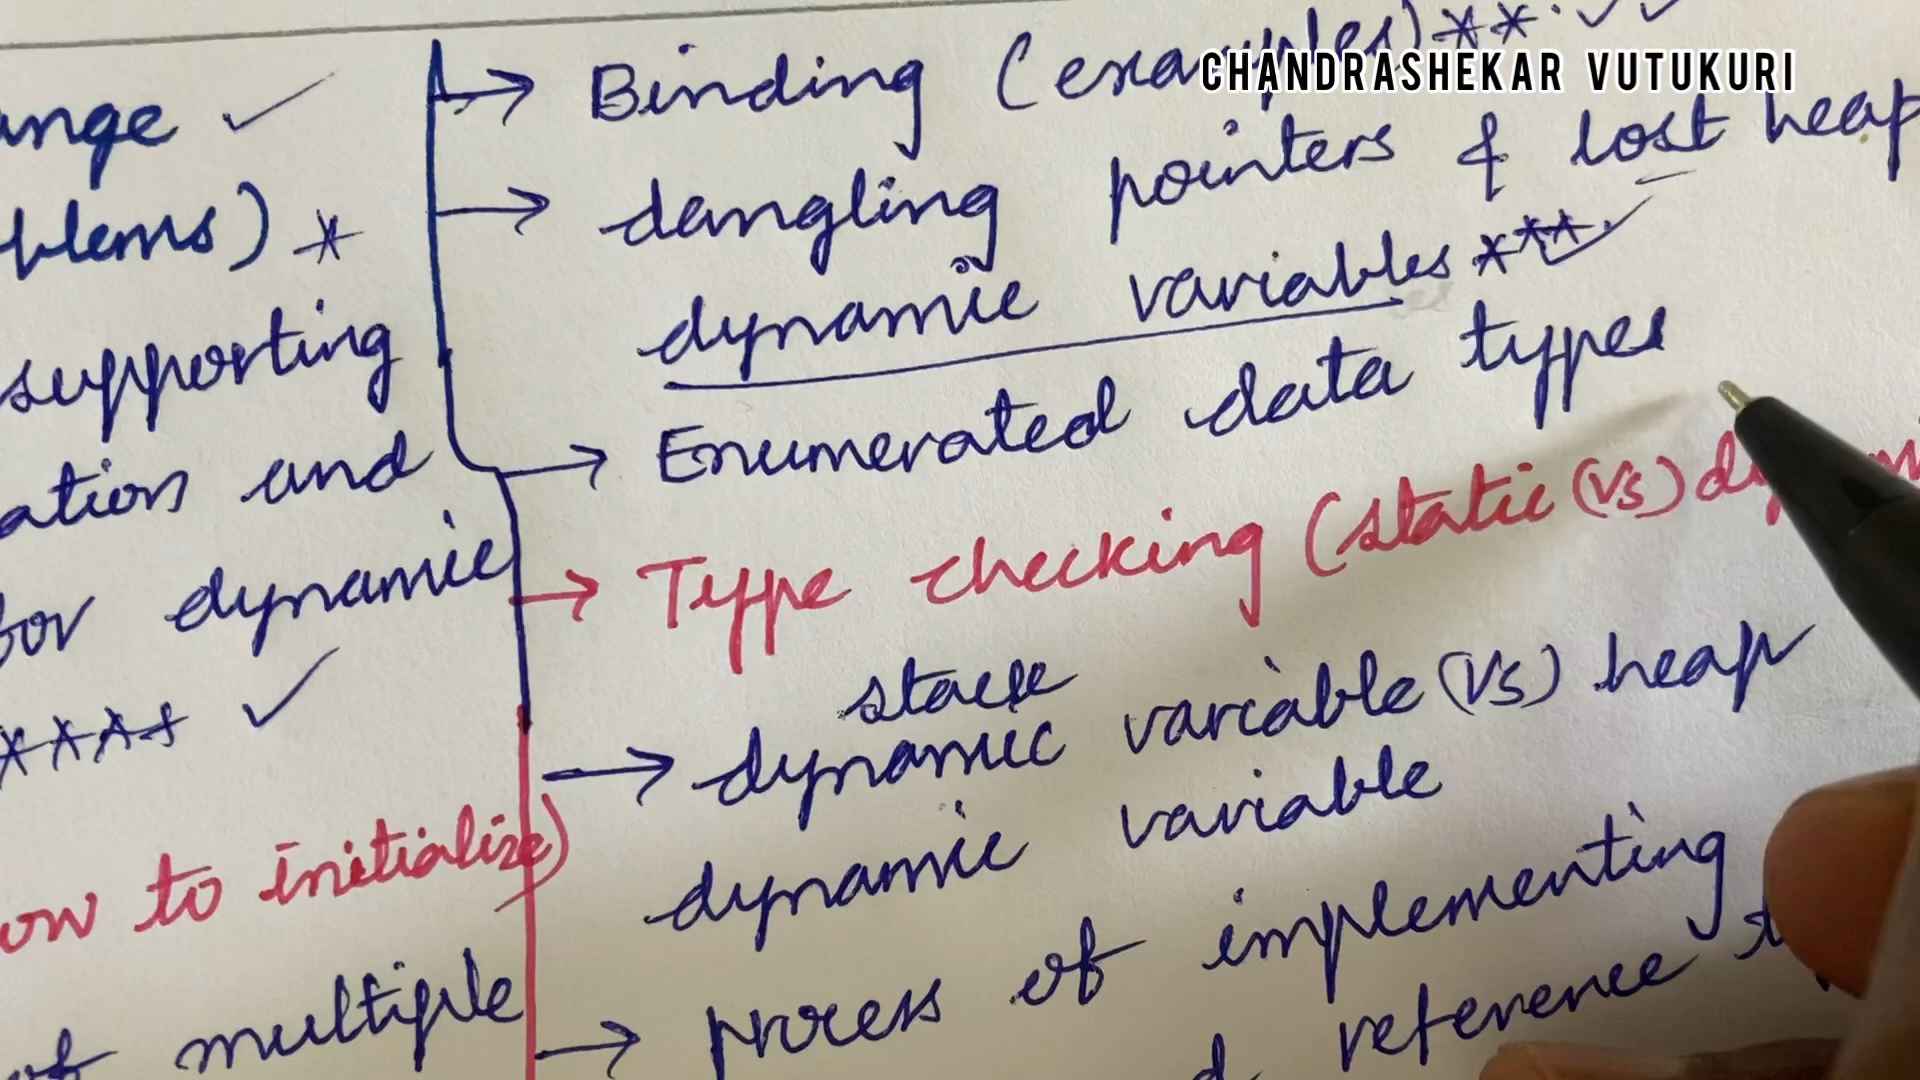 CHANDRASHEKAR VUTUKURI
ange ✓
blems) *
supporting
ation and
for dynamic
**** ✓
ow to initialize)
of multiple
→ Binding (examples) **. ✓✓
→ dangling pointers & lost heap
dynamic variables *** ✓
→ Enumerated data types
→ Type checking (static (vs)
→ stack
dynamic variable (vs) heap
dynamic variable
→ process of implementing
reference